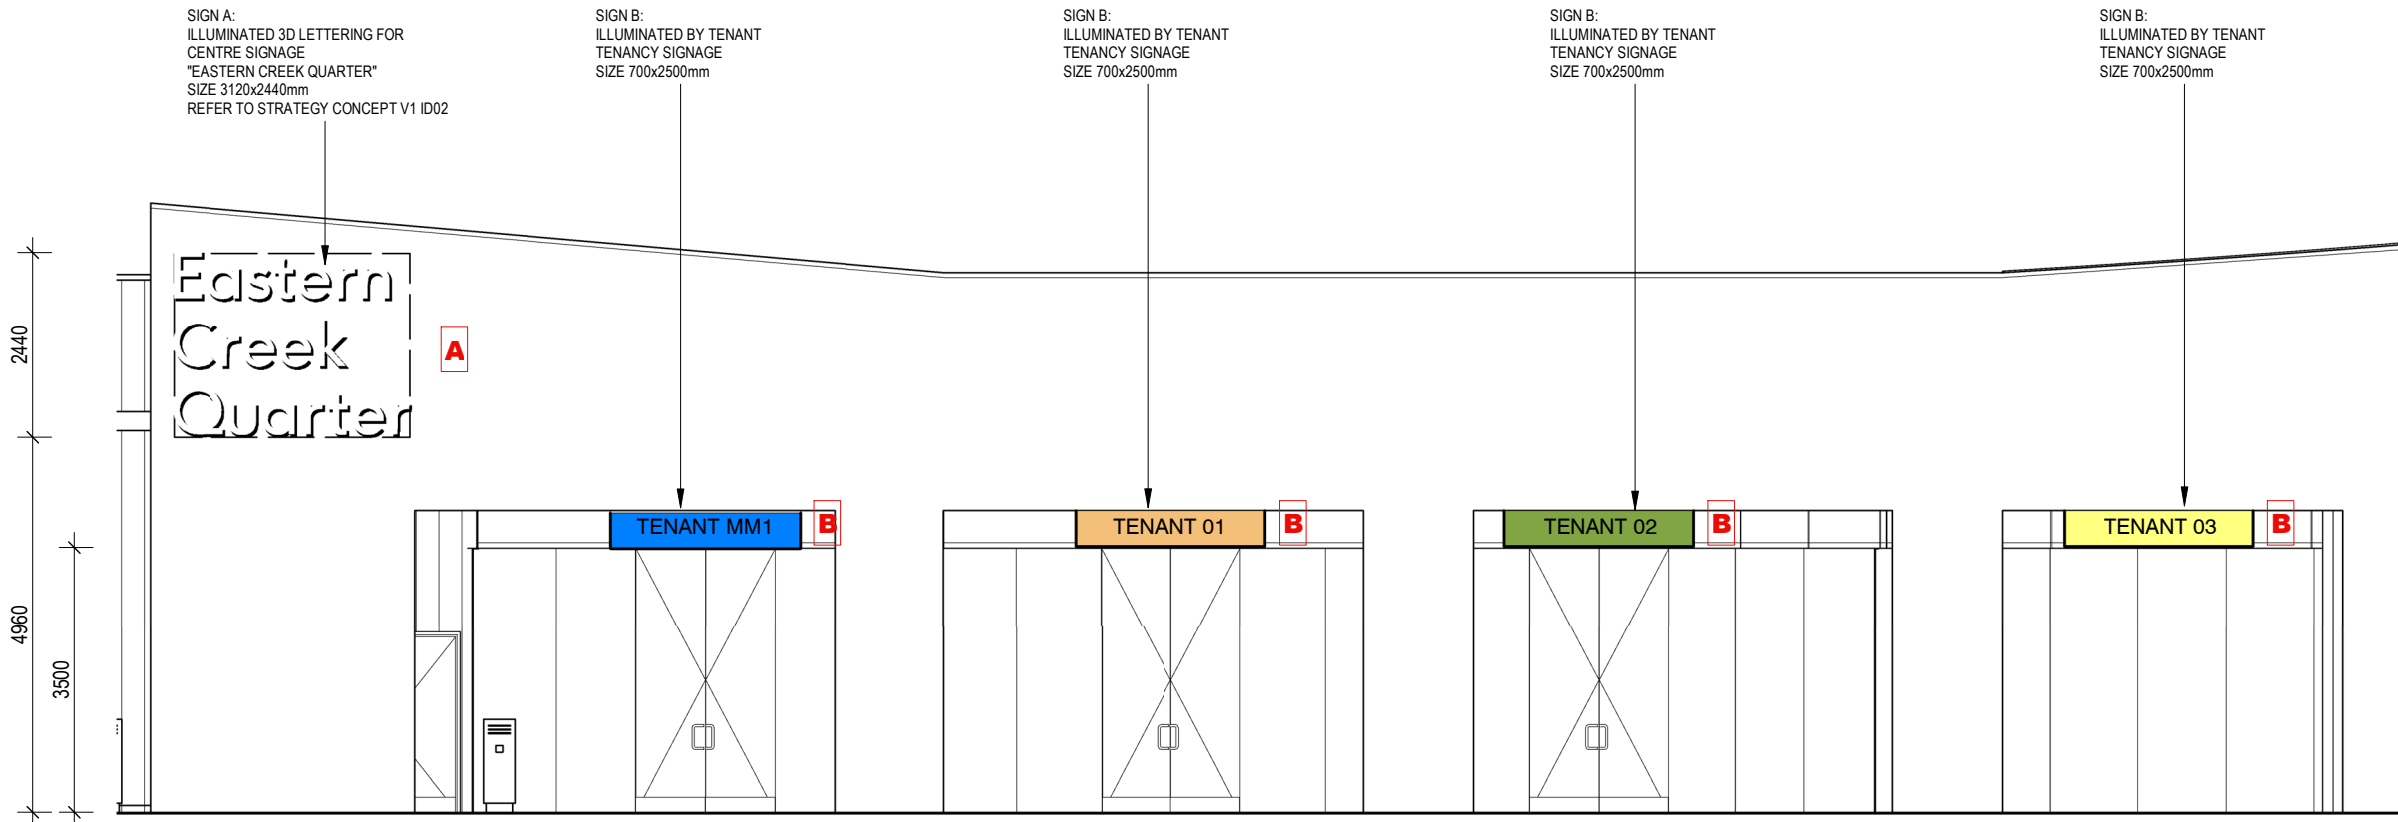 SIGN A:
ILLUMINATED 3D LETTERING FOR
CENTRE SIGNAGE
"EASTERN CREEK QUARTER"
SIZE 3120x2440mm
REFER TO STRATEGY CONCEPT V1 ID02
SIGN B:
ILLUMINATED BY TENANT
TENANCY SIGNAGE
SIZE 700x2500mm
SIGN B:
ILLUMINATED BY TENANT
TENANCY SIGNAGE
SIZE 700x2500mm
SIGN B:
ILLUMINATED BY TENANT
TENANCY SIGNAGE
SIZE 700x2500mm
SIGN B:
ILLUMINATED BY TENANT
TENANCY SIGNAGE
SIZE 700x2500mm
2440
4960
3500
Eastern
Creek
Quarter
A
TENANT MM1
B
TENANT 01
B
TENANT 02
B
TENANT 03
B